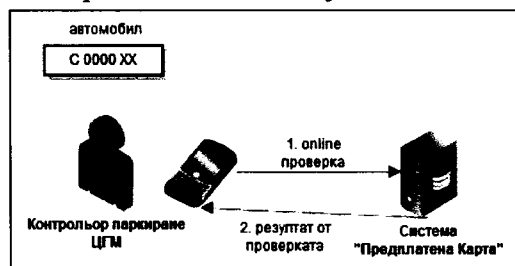 автомобил
С 0000 ХХ
1. online
проверка
2. резултат от
проверката
Контрольор паркиране
ЦГМ
Система
"Предплатена Карта"